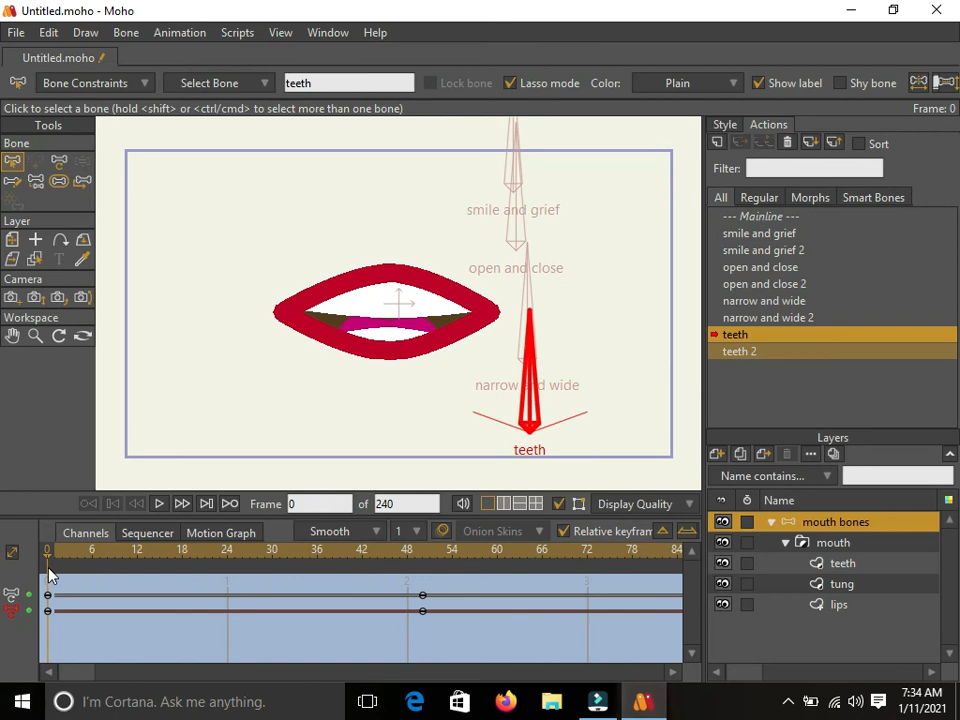 Untitled.moho - Moho
File Edit Draw Bone Animation Scripts View Window Help
Untitled.moho
Bone Constraints Select Bone teeth Lock bone Lasso mode Color: Plain Show label Shy bone
Click to select a bone (hold <shift> or <ctrl/cmd> to select more than one bone) Frame: 0
Tools
Bone
Layer
Camera
Workspace
smile and grief
open and close
narrow and wide
teeth
Style Actions
Sort
Filter:
All Regular Morphs Smart Bones
--- Mainline ---
smile and grief
smile and grief 2
open and close
open and close 2
narrow and wide
narrow and wide 2
teeth
teeth 2
Layers
Name contains...
Name
mouth bones
mouth
teeth
tung
lips
Frame 0 of 240 Display Quality
Channels Sequencer Motion Graph Smooth 1 Onion Skins Relative keyfram
0 6 12 18 24 30 36 42 48 54 60 66 72 78 84
1 2 3
I'm Cortana. Ask me anything.
7:34 AM
1/11/2021